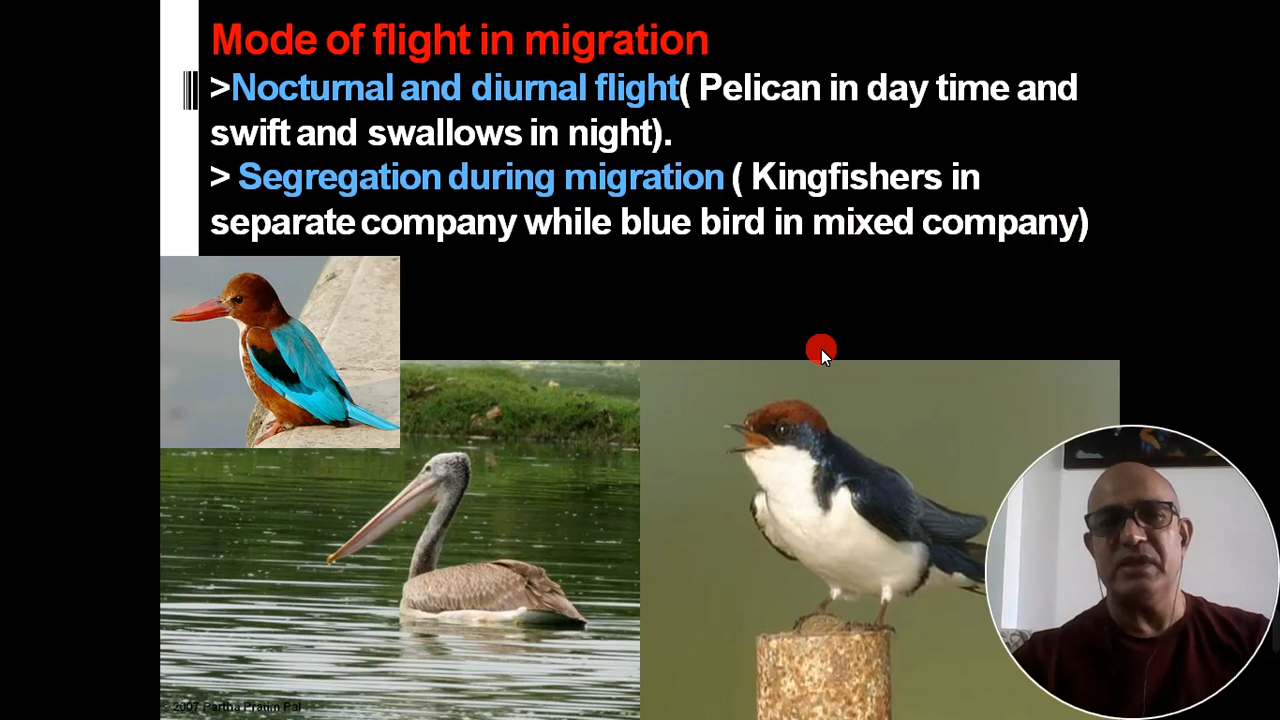 Mode of flight in migration
>Nocturnal and diurnal flight( Pelican in day time and
swift and swallows in night).
> Segregation during migration ( Kingfishers in
separate company while blue bird in mixed company)
© 2007 Partha Pratim Pal